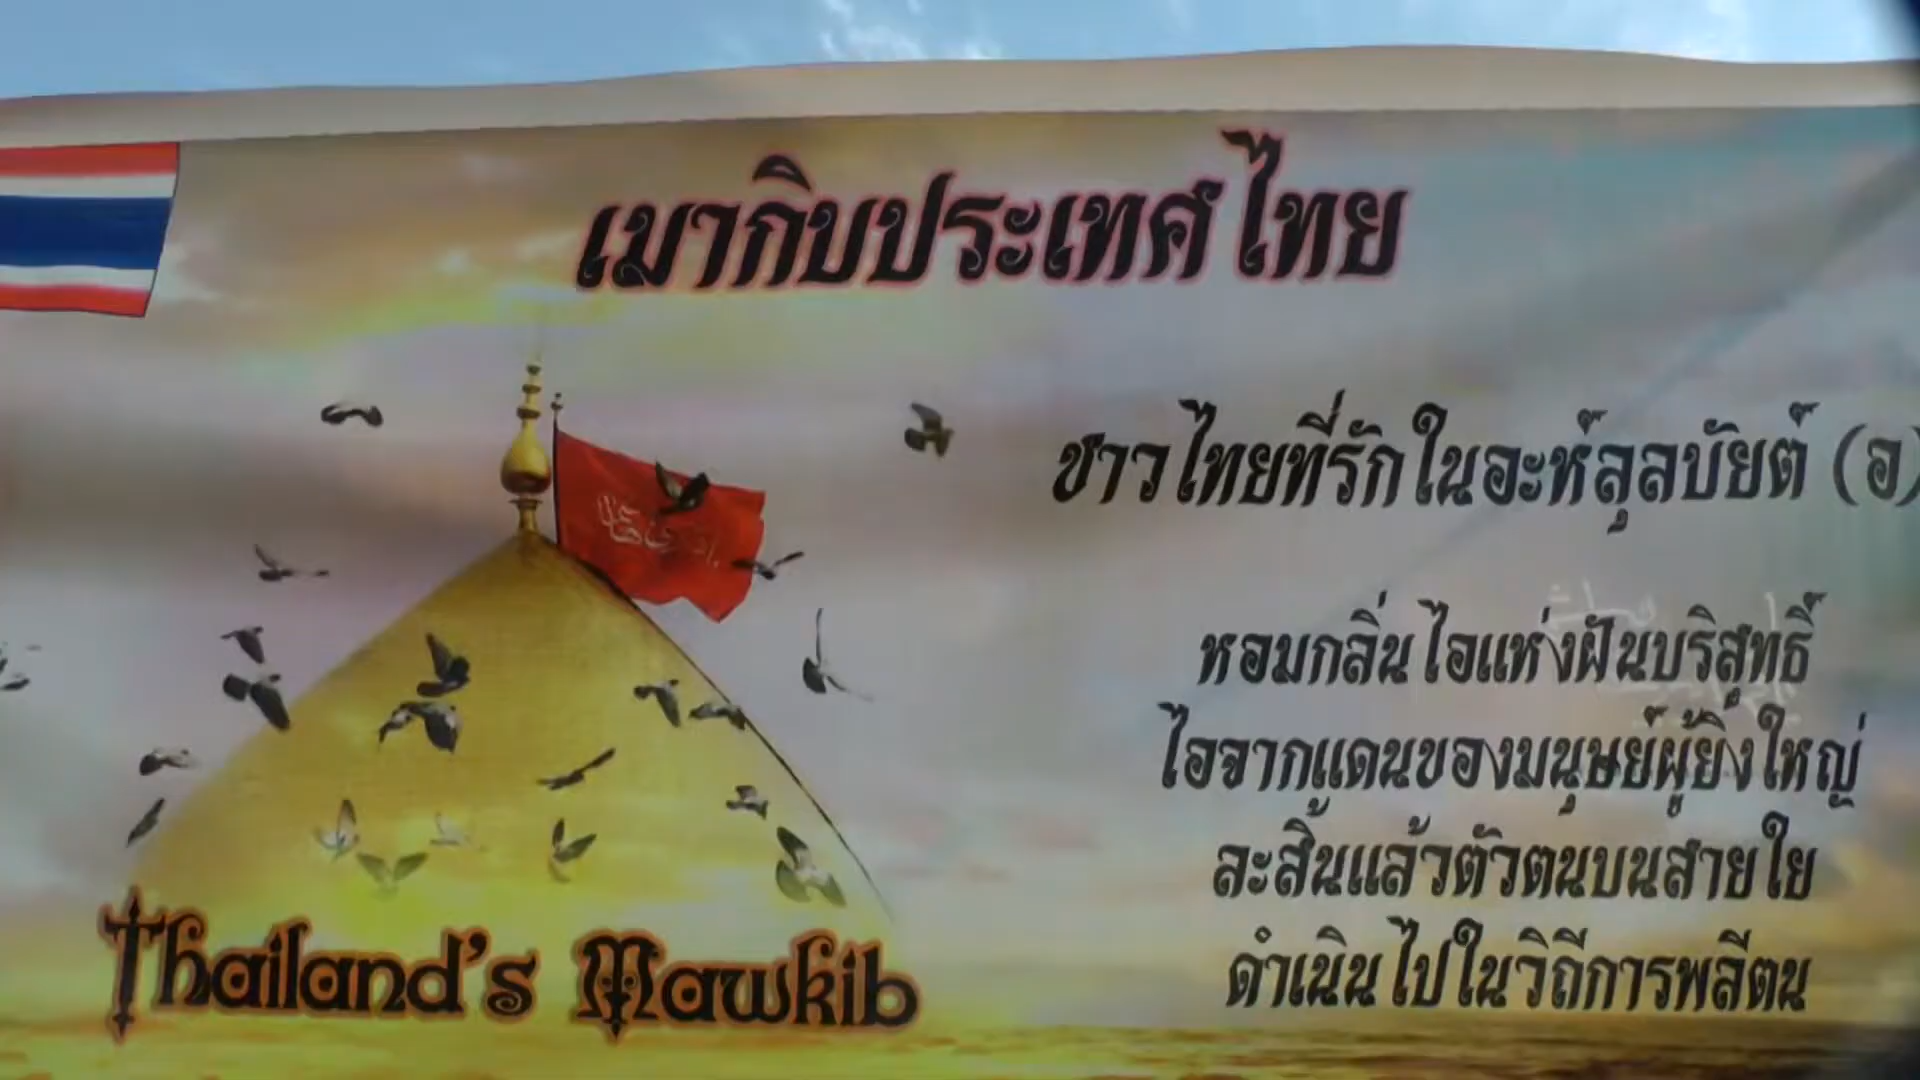 เมากิบประเทศไทย
ชาวไทยที่รักในอะห์ลุลบัยต์ (อ)
หอมกลิ่นไอแห่งฝันบริสุทธิ์
ไอจากแดนของมนุษย์ผู้ยิ่งใหญ่
ละสิ้นแล้วตัวตนบนสายใย
ดำเนินไปในวิถีการพลีตน
Thailand's Mawkib